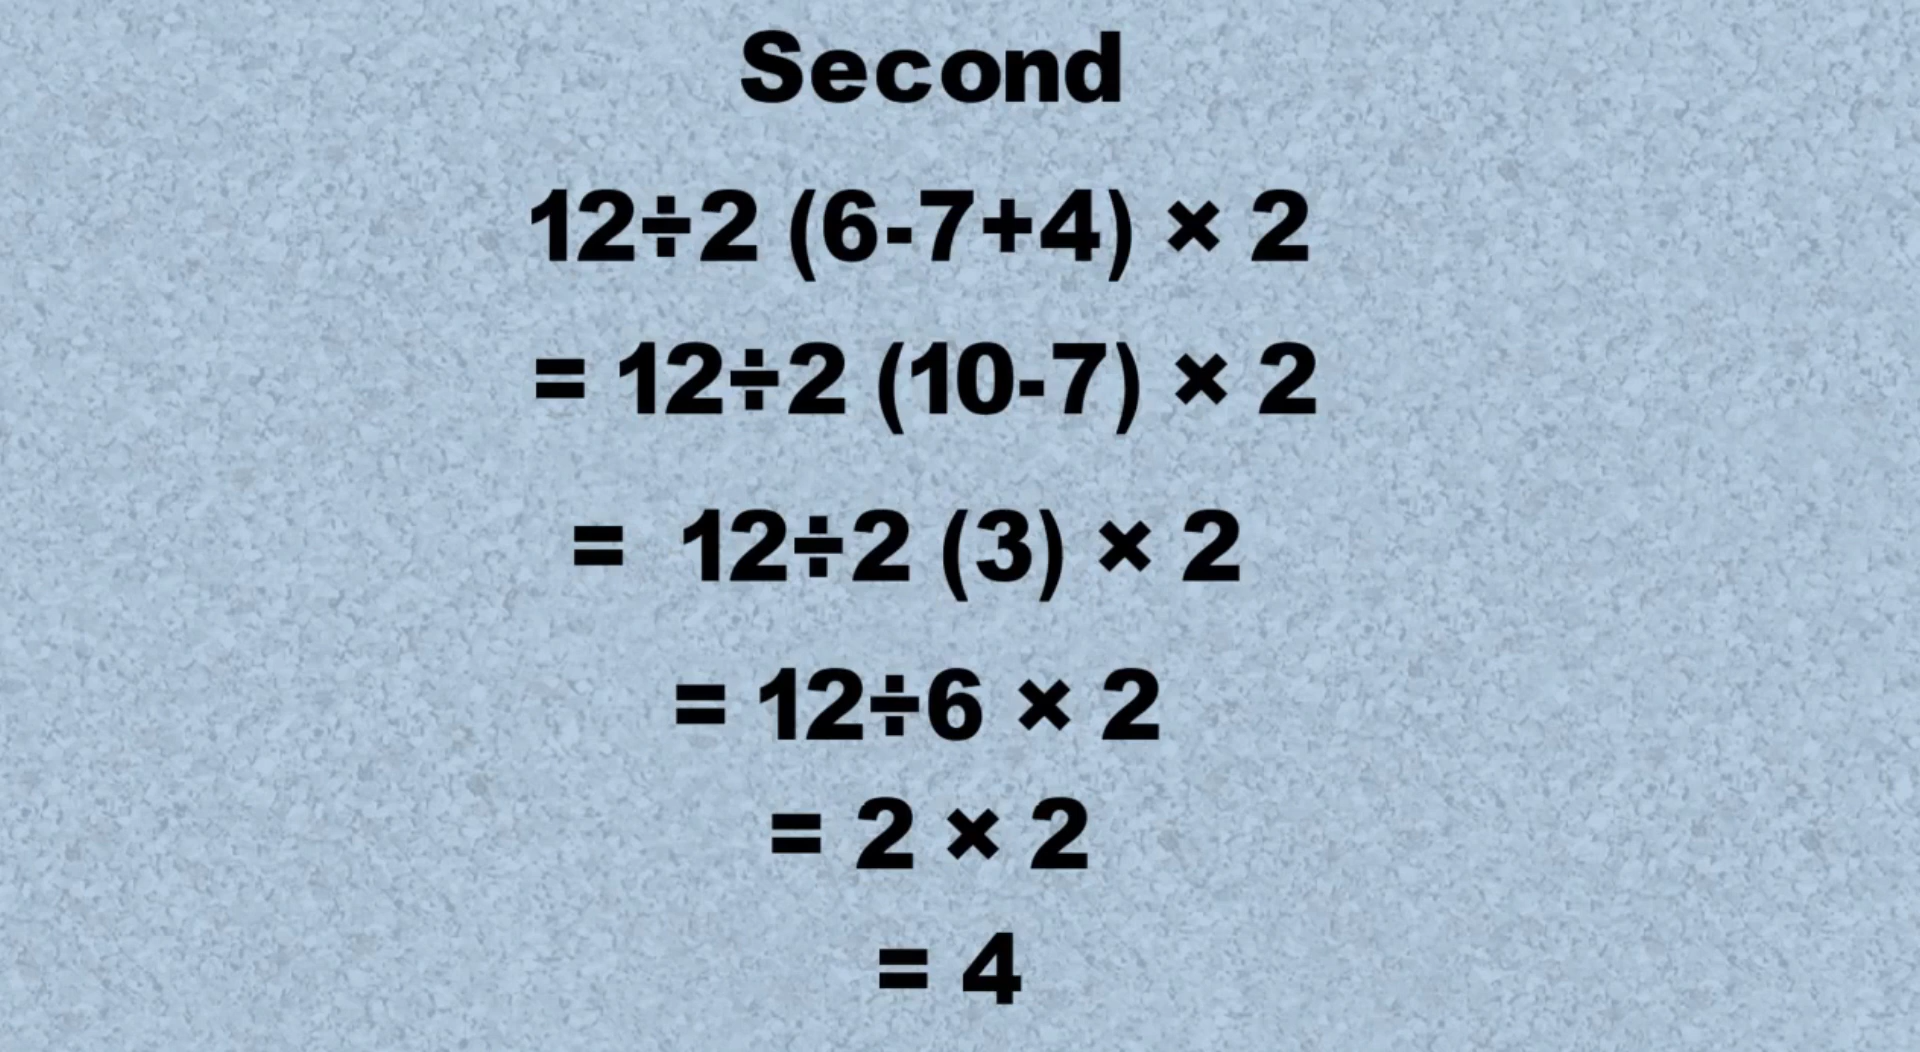 Second
12÷2 (6-7+4) × 2
= 12÷2 (10-7) × 2
= 12÷2 (3) × 2
= 12÷6 × 2
= 2 × 2
= 4